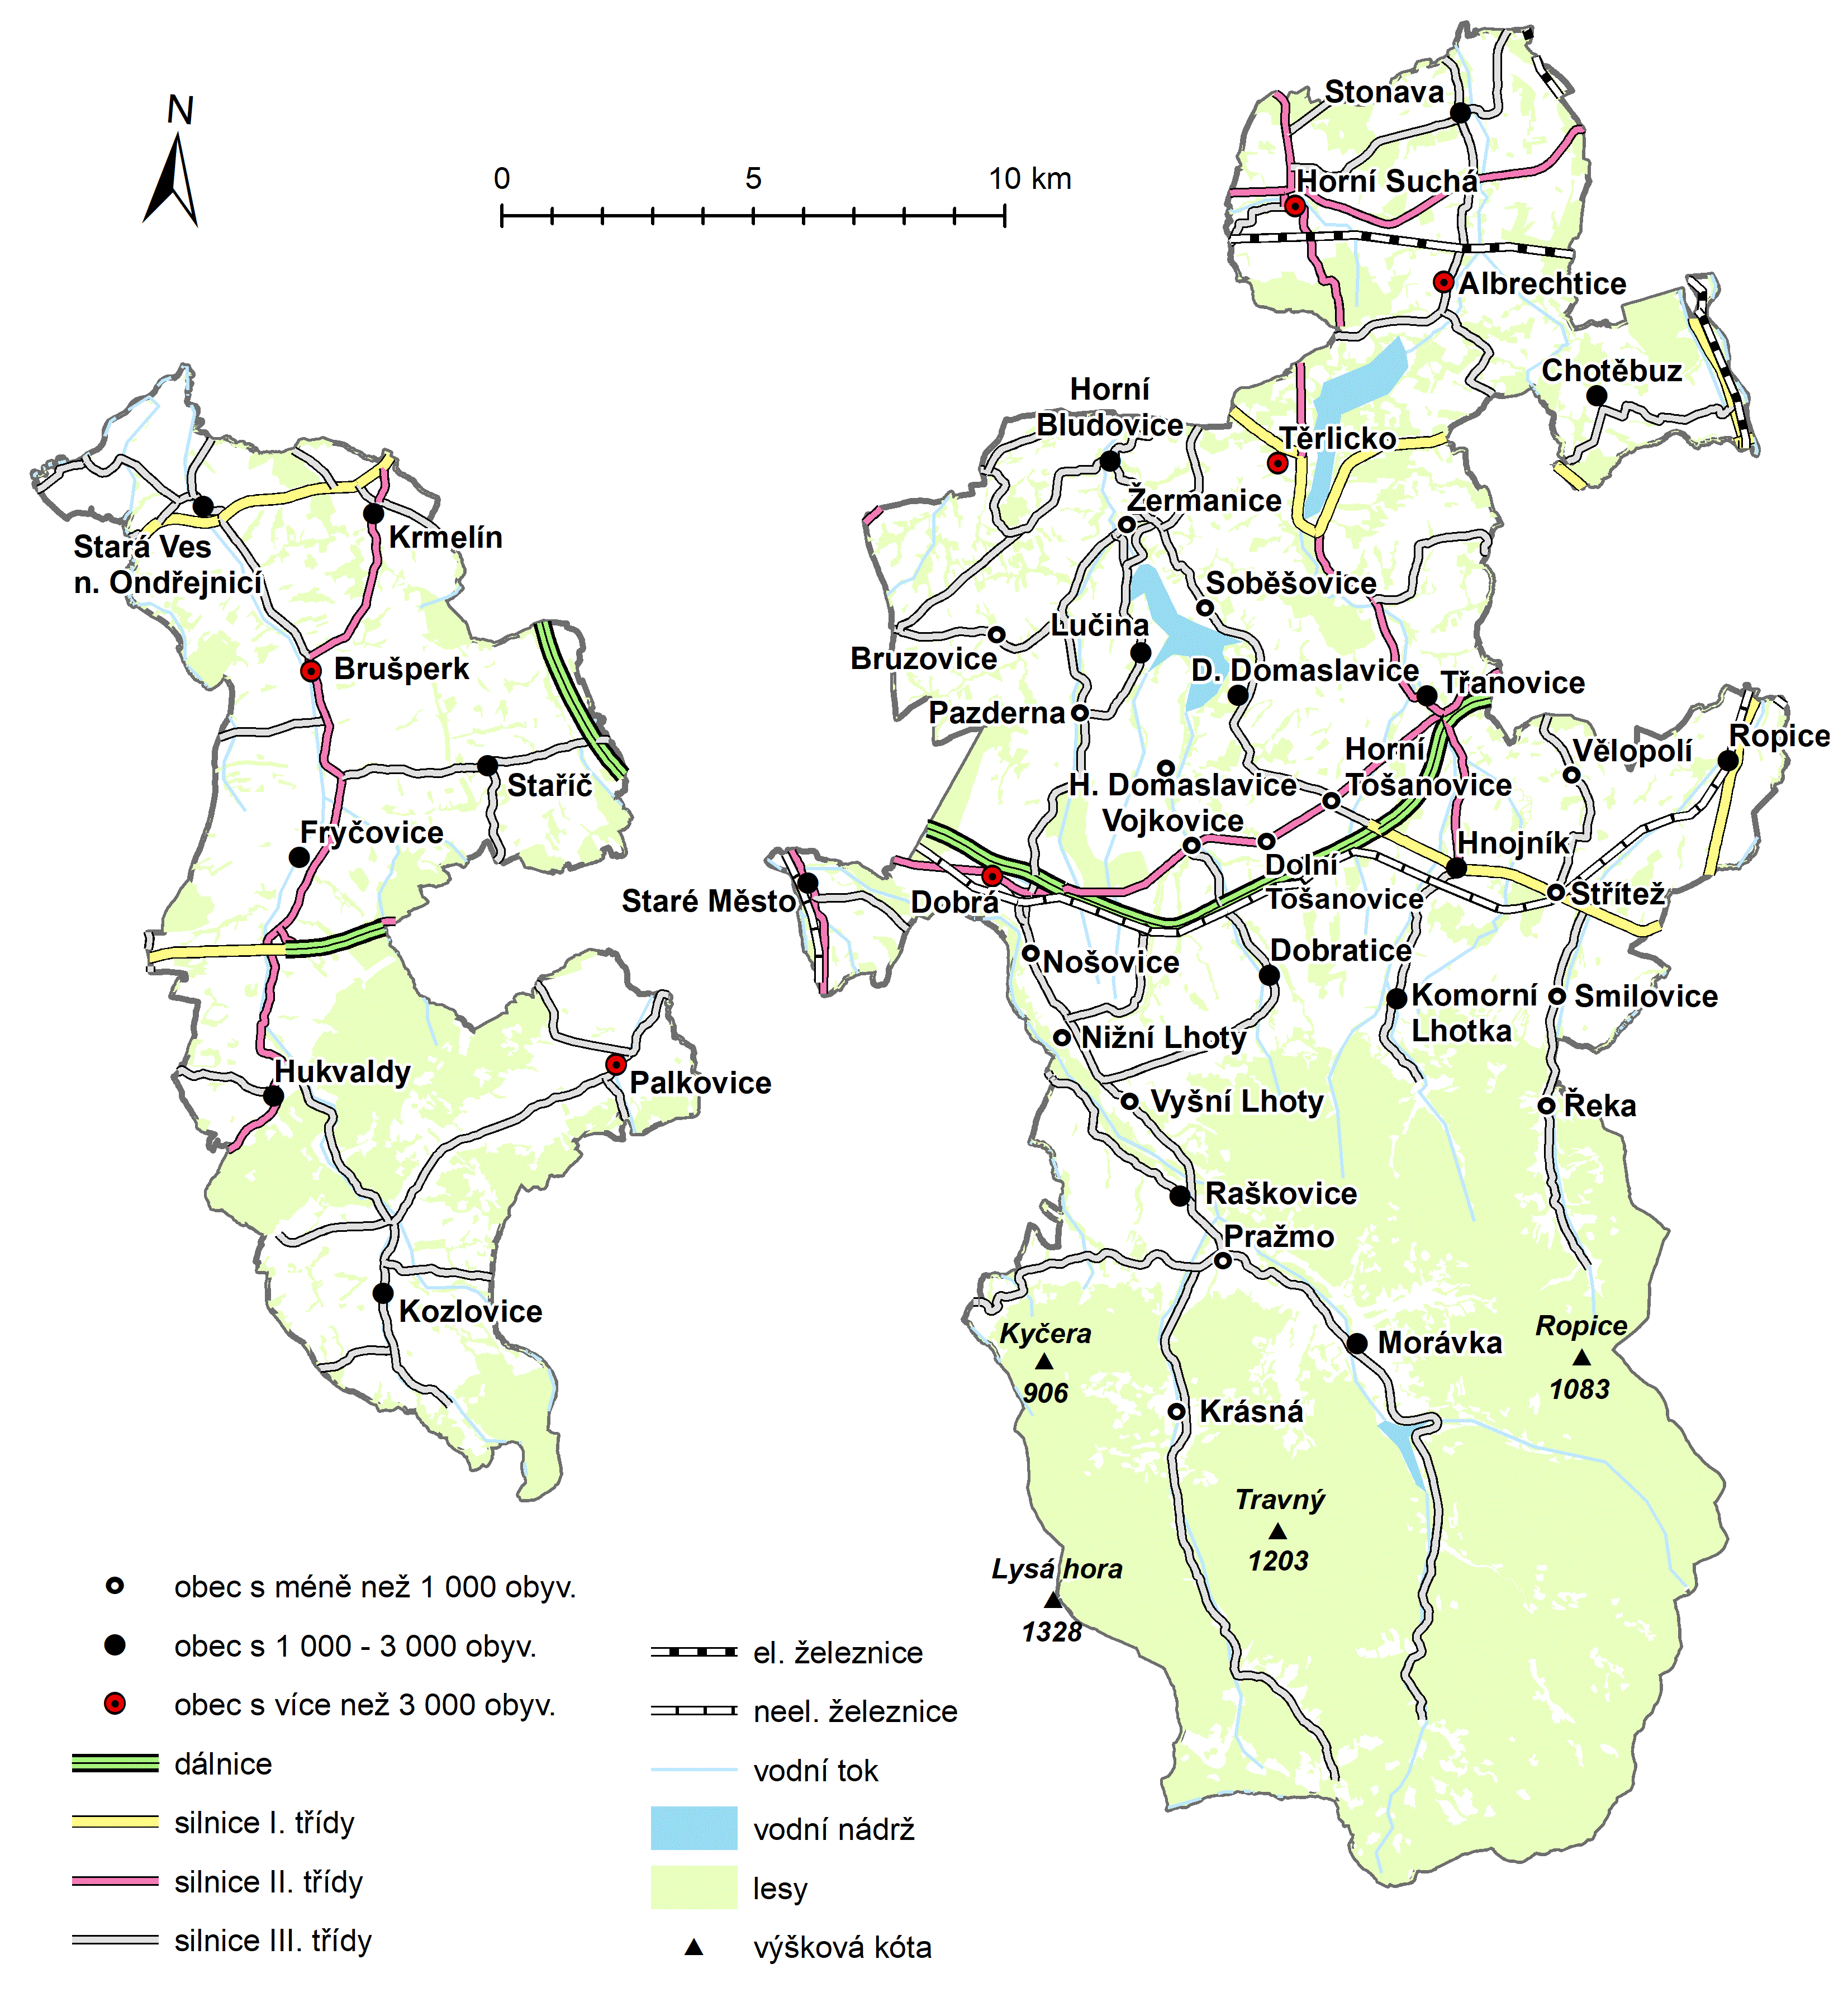 N
0 5 10 km
Stonava
Horní Suchá
Albrechtice
Chotěbuz
Horní
Bludovice
Těrlicko
Žermanice
Stará Ves
n. Ondřejnicí
Krmelín
Soběšovice
Lučina
Bruzovice
Brušperk
D. Domaslavice
Třanovice
Pazderna
Horní
Tošanovice
Vělopolí
Ropice
Staříč
H. Domaslavice
Vojkovice
Fryčovice
Hnojník
Dolní
Tošanovice
Staré Město
Dobrá
Střítež
Nošovice
Dobratice
Komorní
Lhotka
Smilovice
Nižní Lhoty
Hukvaldy
Palkovice
Vyšní Lhoty
Řeka
Raškovice
Pražmo
Kozlovice
Kyčera
906
Morávka
Ropice
1083
Krásná
Travný
1203
Lysá hora
1328
obec s méně než 1 000 obyv.
obec s 1 000 - 3 000 obyv.
obec s více než 3 000 obyv.
dálnice
silnice I. třídy
silnice II. třídy
silnice III. třídy
el. železnice
neel. železnice
vodní tok
vodní nádrž
lesy
výšková kóta